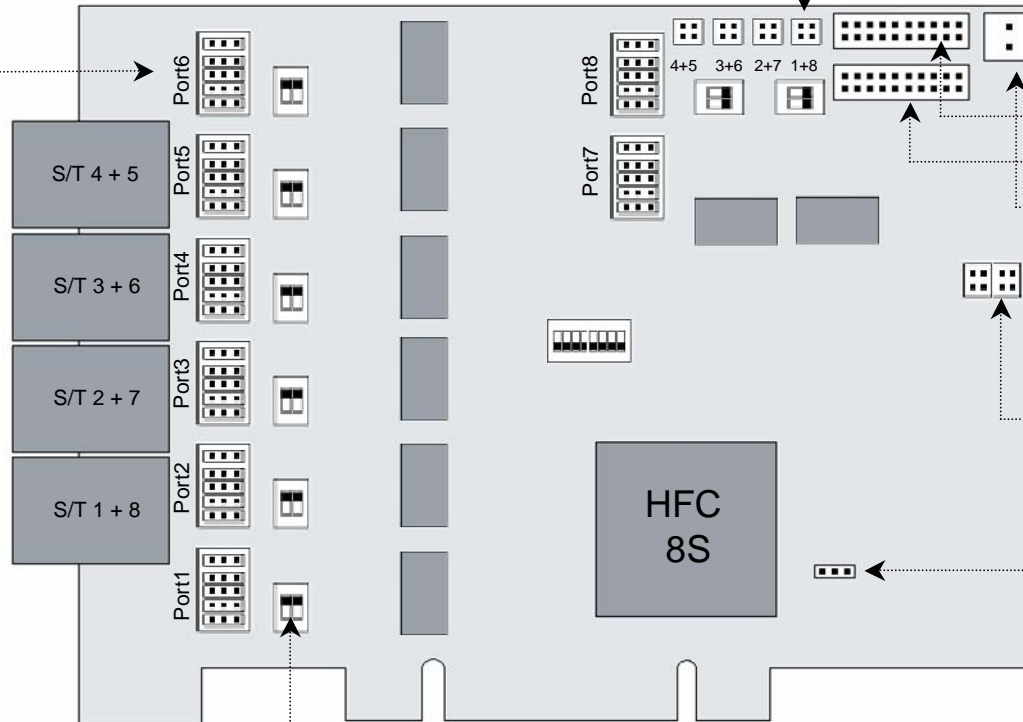 Port6
Port8
4+5 3+6 2+7 1+8
S/T 4 + 5
Port5
Port7
S/T 3 + 6
Port4
S/T 2 + 7
Port3
S/T 1 + 8
Port2
HFC
8S
Port1